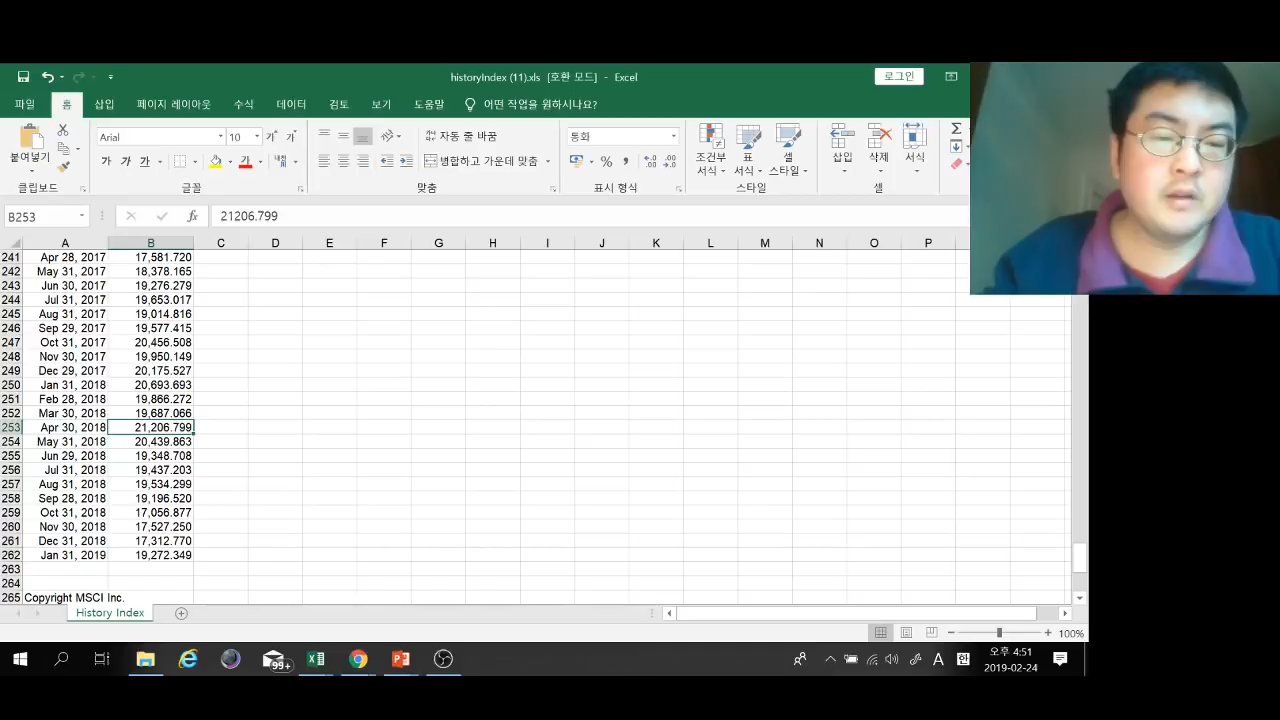 historyIndex (11).xls [호환 모드] - Excel
로그인
파일 홈 삽입 페이지 레이아웃 수식 데이터 검토 보기 도움말 어떤 작업을 원하시나요?
붙여넣기
Arial 10
가 가 가
자동 줄 바꿈
병합하고 가운데 맞춤
통화
조건부 서식
표 서식
셀 스타일
삽입 삭제 서식
클립보드 글꼴 맞춤 표시 형식 스타일 셀
B253 fx 21206.799
A B C D E F G H I J K L M N O P
241 Apr 28, 2017 17,581.720
242 May 31, 2017 18,378.165
243 Jun 30, 2017 19,276.279
244 Jul 31, 2017 19,653.017
245 Aug 31, 2017 19,014.816
246 Sep 29, 2017 19,577.415
247 Oct 31, 2017 20,456.508
248 Nov 30, 2017 19,950.149
249 Dec 29, 2017 20,175.527
250 Jan 31, 2018 20,693.693
251 Feb 28, 2018 19,866.272
252 Mar 30, 2018 19,687.066
253 Apr 30, 2018 21,206.799
254 May 31, 2018 20,439.863
255 Jun 29, 2018 19,348.708
256 Jul 31, 2018 19,437.203
257 Aug 31, 2018 19,534.299
258 Sep 28, 2018 19,196.520
259 Oct 31, 2018 17,056.877
260 Nov 30, 2018 17,527.250
261 Dec 31, 2018 17,312.770
262 Jan 31, 2019 19,272.349
263
264
265 Copyright MSCI Inc.
History Index
100%
99+
A 한 오후 4:51
2019-02-24